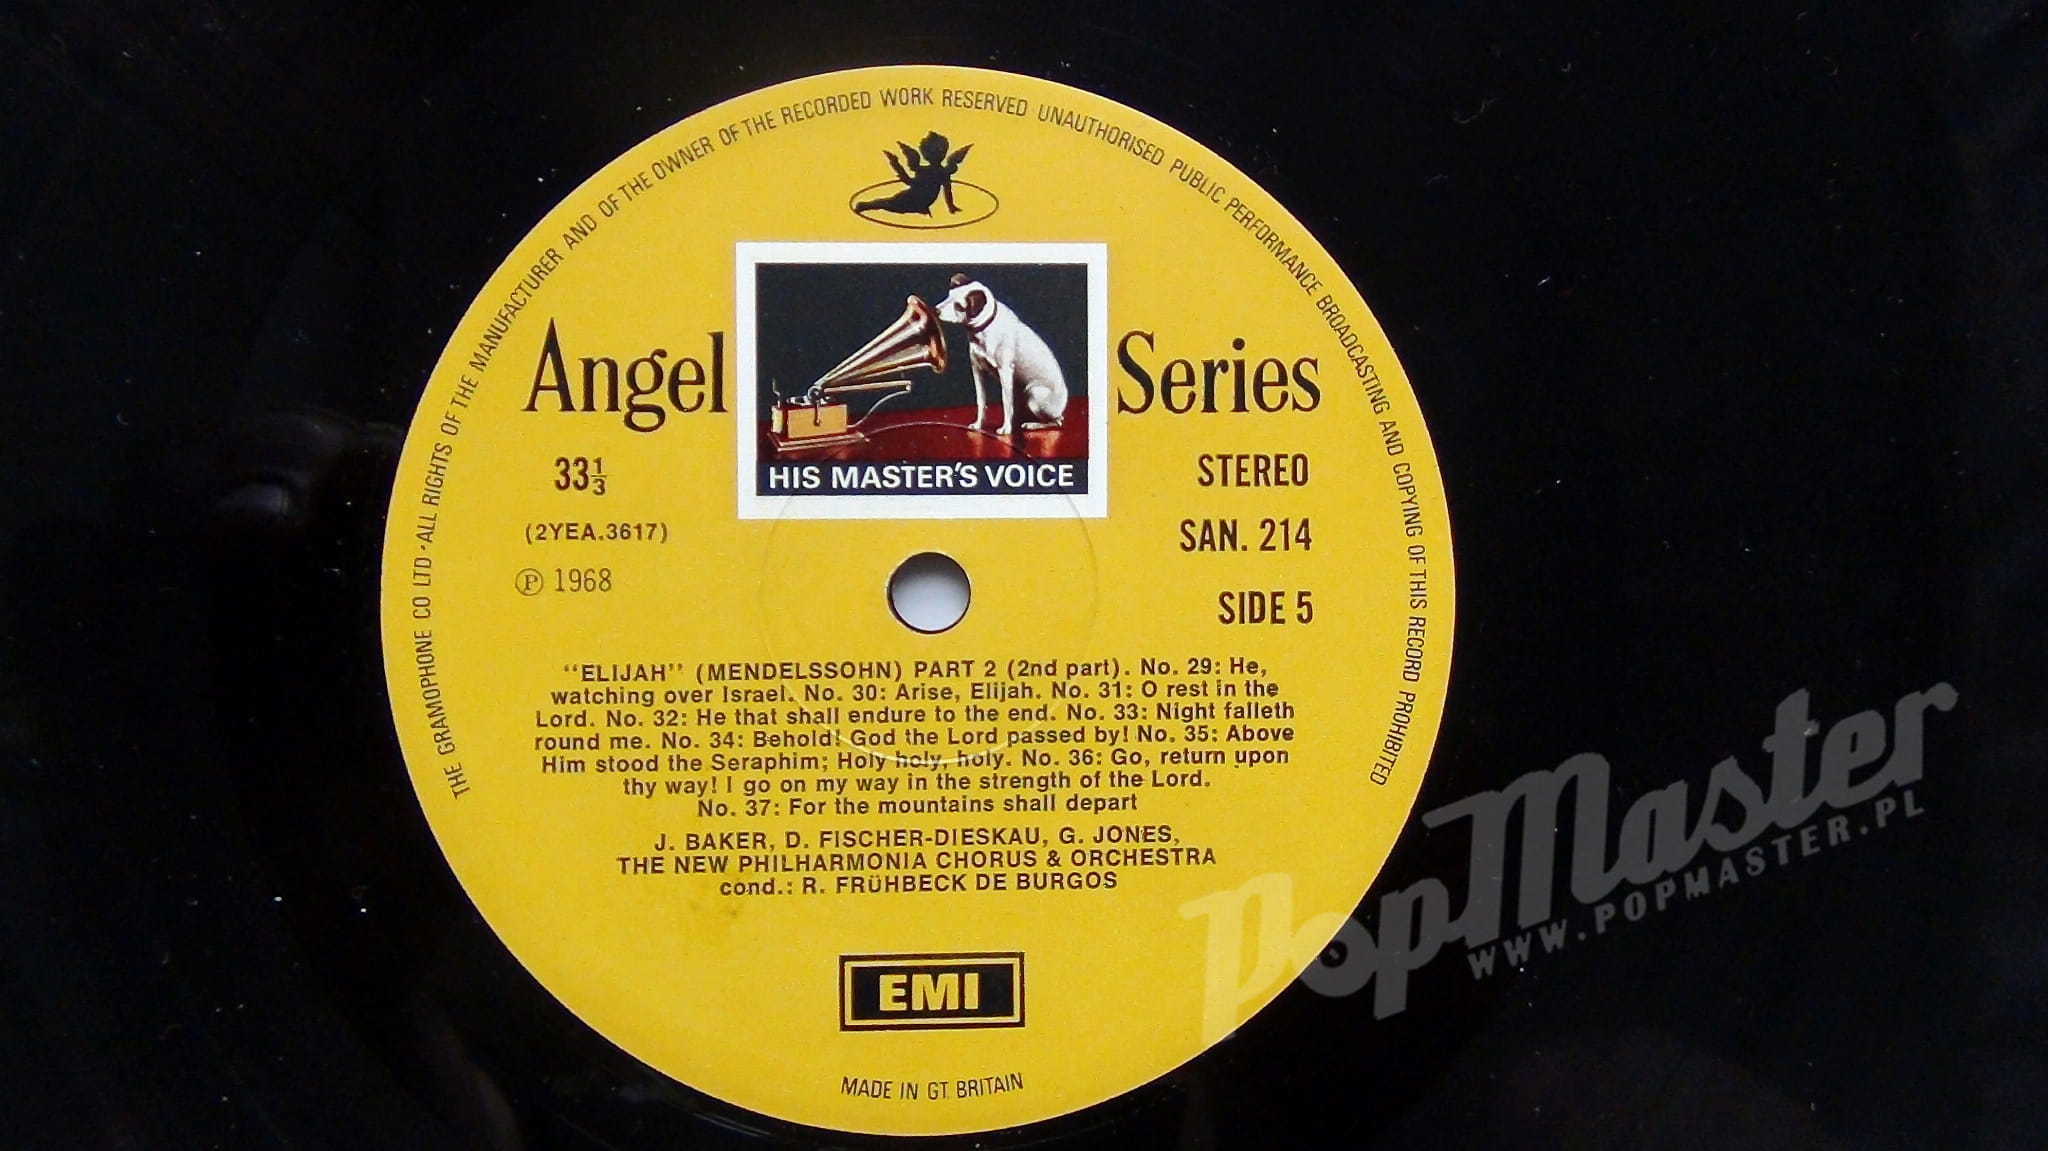 THE GRAMOPHONE CO LTD · ALL RIGHTS OF THE MANUFACTURER AND OF THE OWNER OF THE RECORDED WORK RESERVED · UNAUTHORISED PUBLIC PERFORMANCE BROADCASTING AND COPYING OF THIS RECORD PROHIBITED
Angel Series
HIS MASTER'S VOICE
33⅓
STEREO
(2YEA.3617)
SAN. 214
℗ 1968
SIDE 5
“ELIJAH” (MENDELSSOHN) PART 2 (2nd part). No. 29: He,
watching over Israel. No. 30: Arise, Elijah. No. 31: O rest in the
Lord. No. 32: He that shall endure to the end. No. 33: Night falleth
round me. No. 34: Behold! God the Lord passed by! No. 35: Above
Him stood the Seraphim; Holy holy, holy. No. 36: Go, return upon
thy way! I go on my way in the strength of the Lord.
No. 37: For the mountains shall depart
J. BAKER, D. FISCHER-DIESKAU, G. JONES,
THE NEW PHILHARMONIA CHORUS & ORCHESTRA
cond.: R. FRÜHBECK DE BURGOS
EMI
MADE IN GT. BRITAIN
PopMaster
WWW.POPMASTER.PL